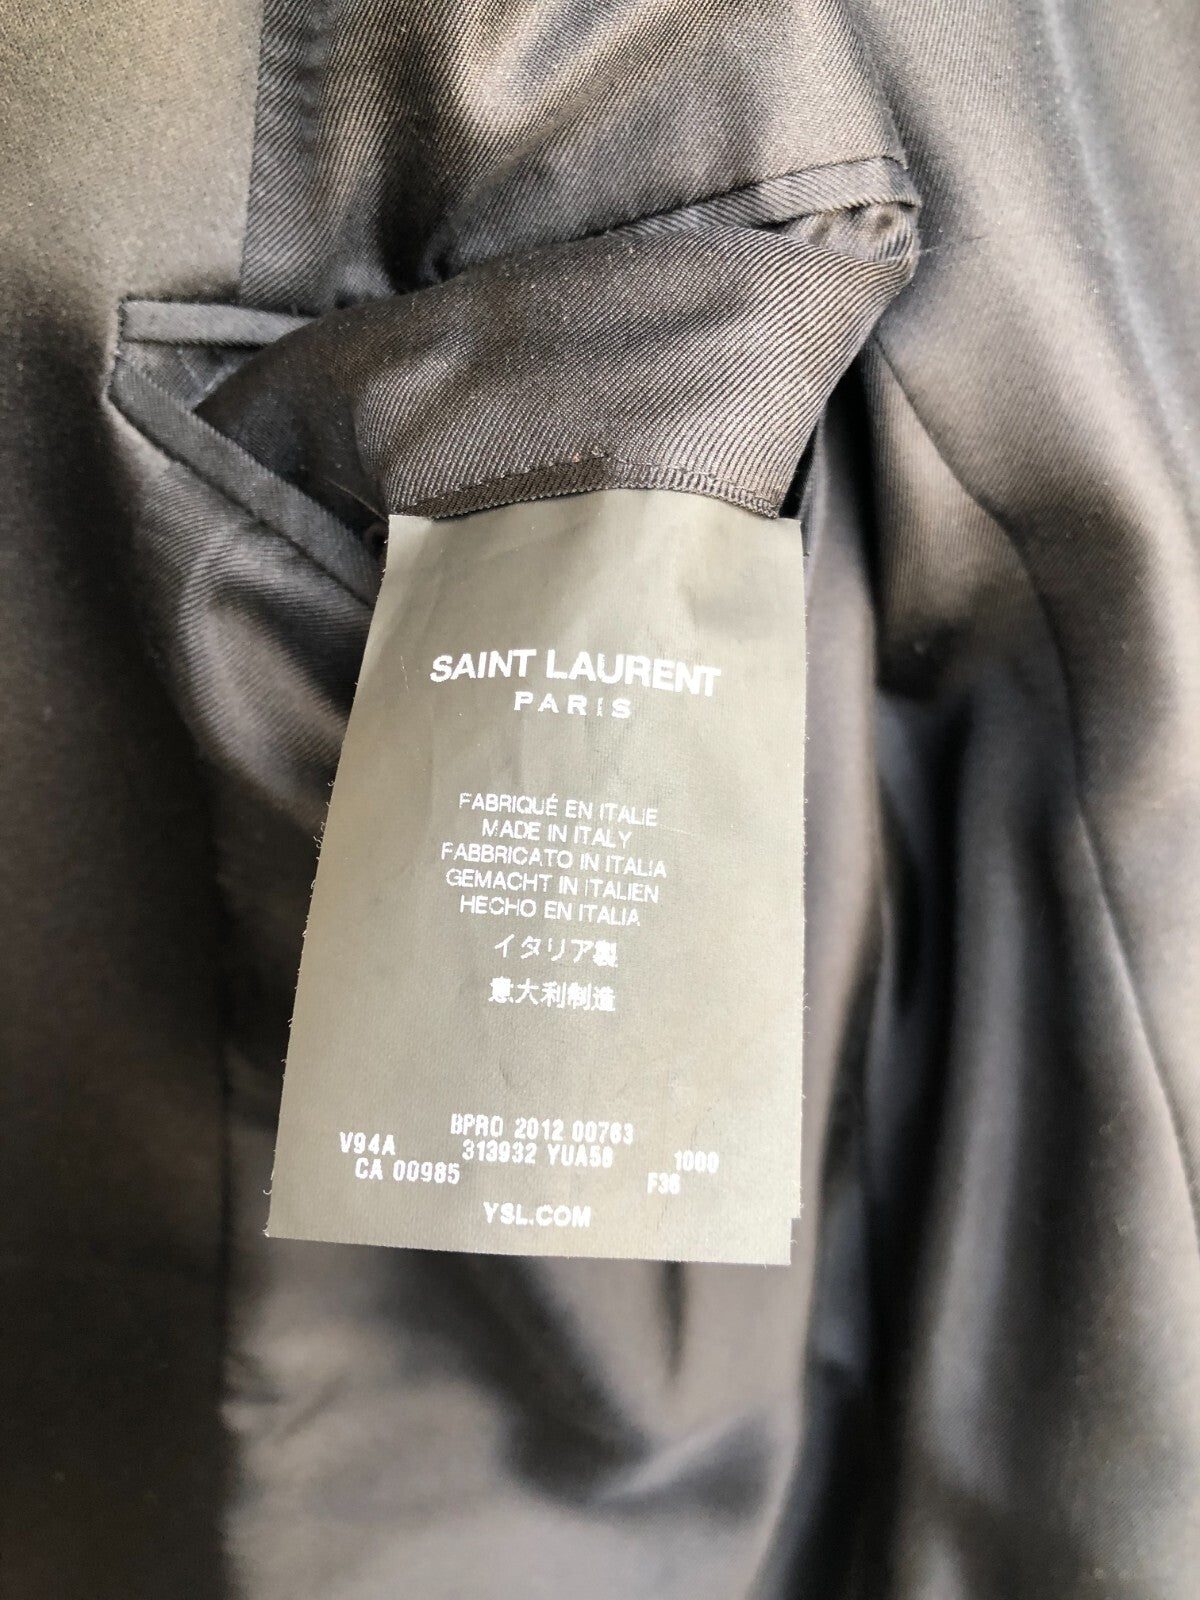 SAINT LAURENT
PARIS
FABRIQUÉ EN ITALIE
MADE IN ITALY
FABBRICATO IN ITALIA
GEMACHT IN ITALIEN
HECHO EN ITALIA
イタリア製
意大利制造
BPRO 2012 00763
V94A 313932 YUA58 1000
CA 00985 F36
YSL.COM